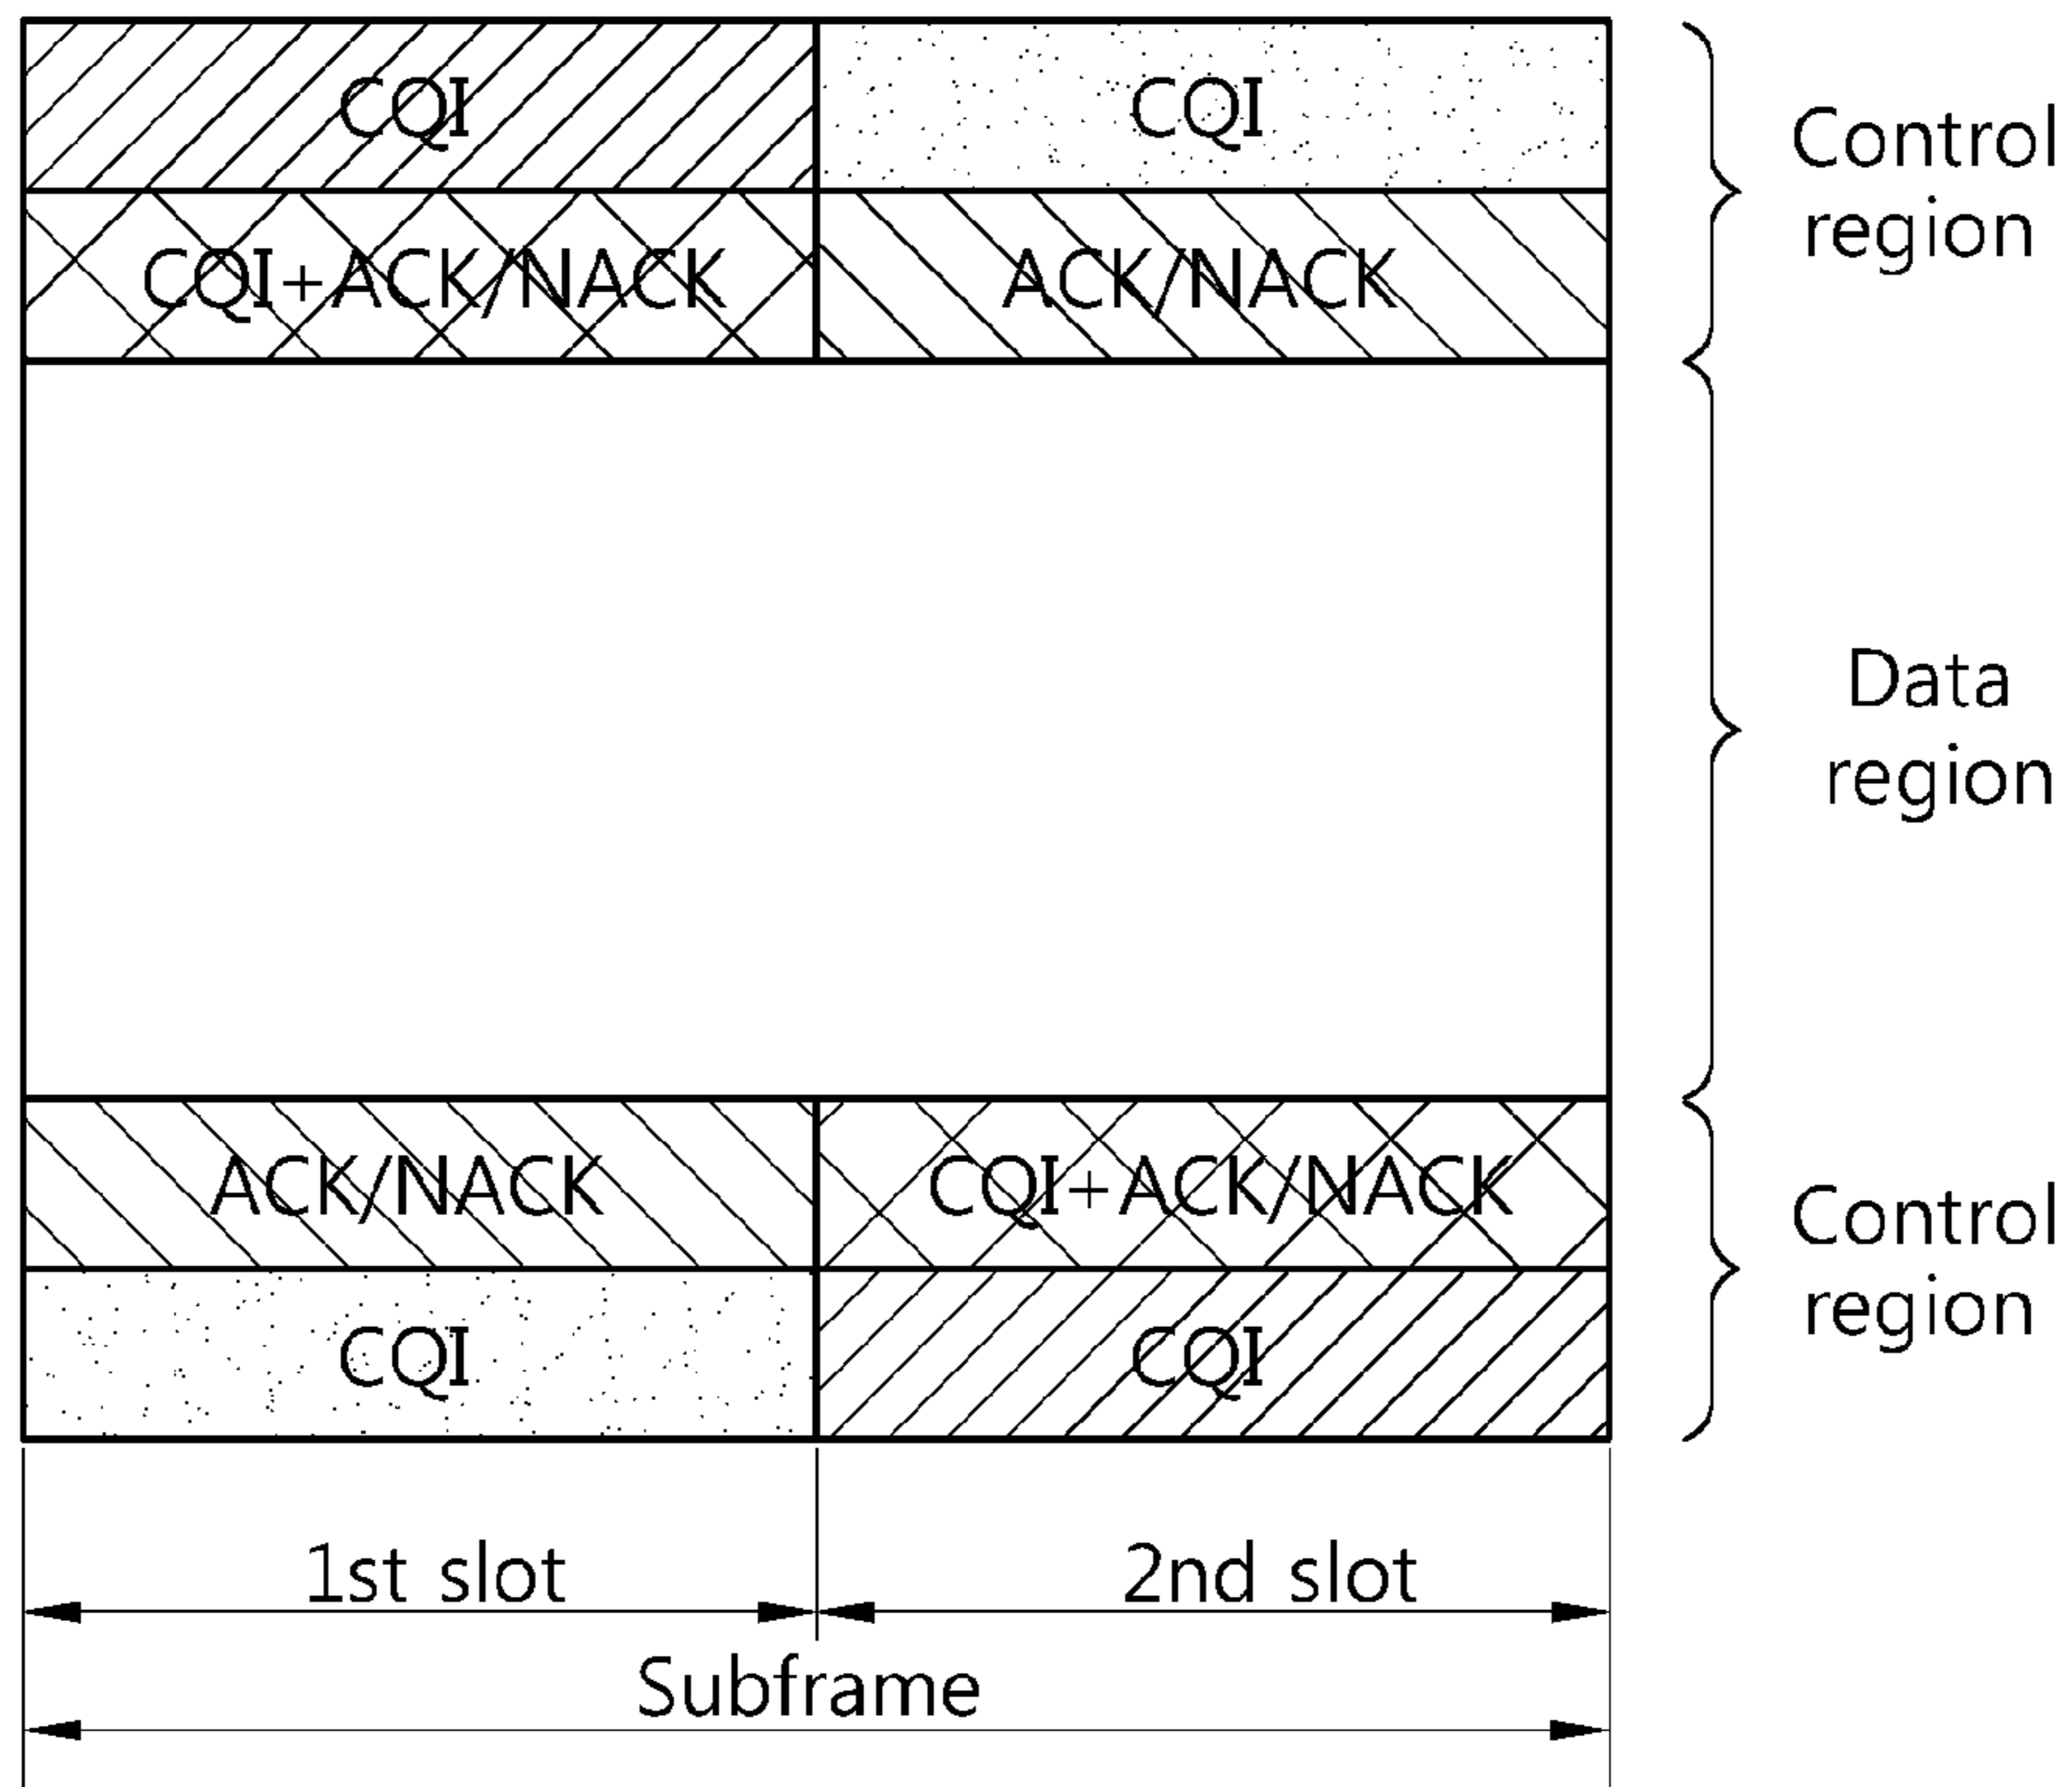 CQI
CQI
CQI+ACK/NACK
ACK/NACK
Control
region
Data
region
ACK/NACK
CQI+ACK/NACK
CQI
CQI
Control
region
1st slot
2nd slot
Subframe